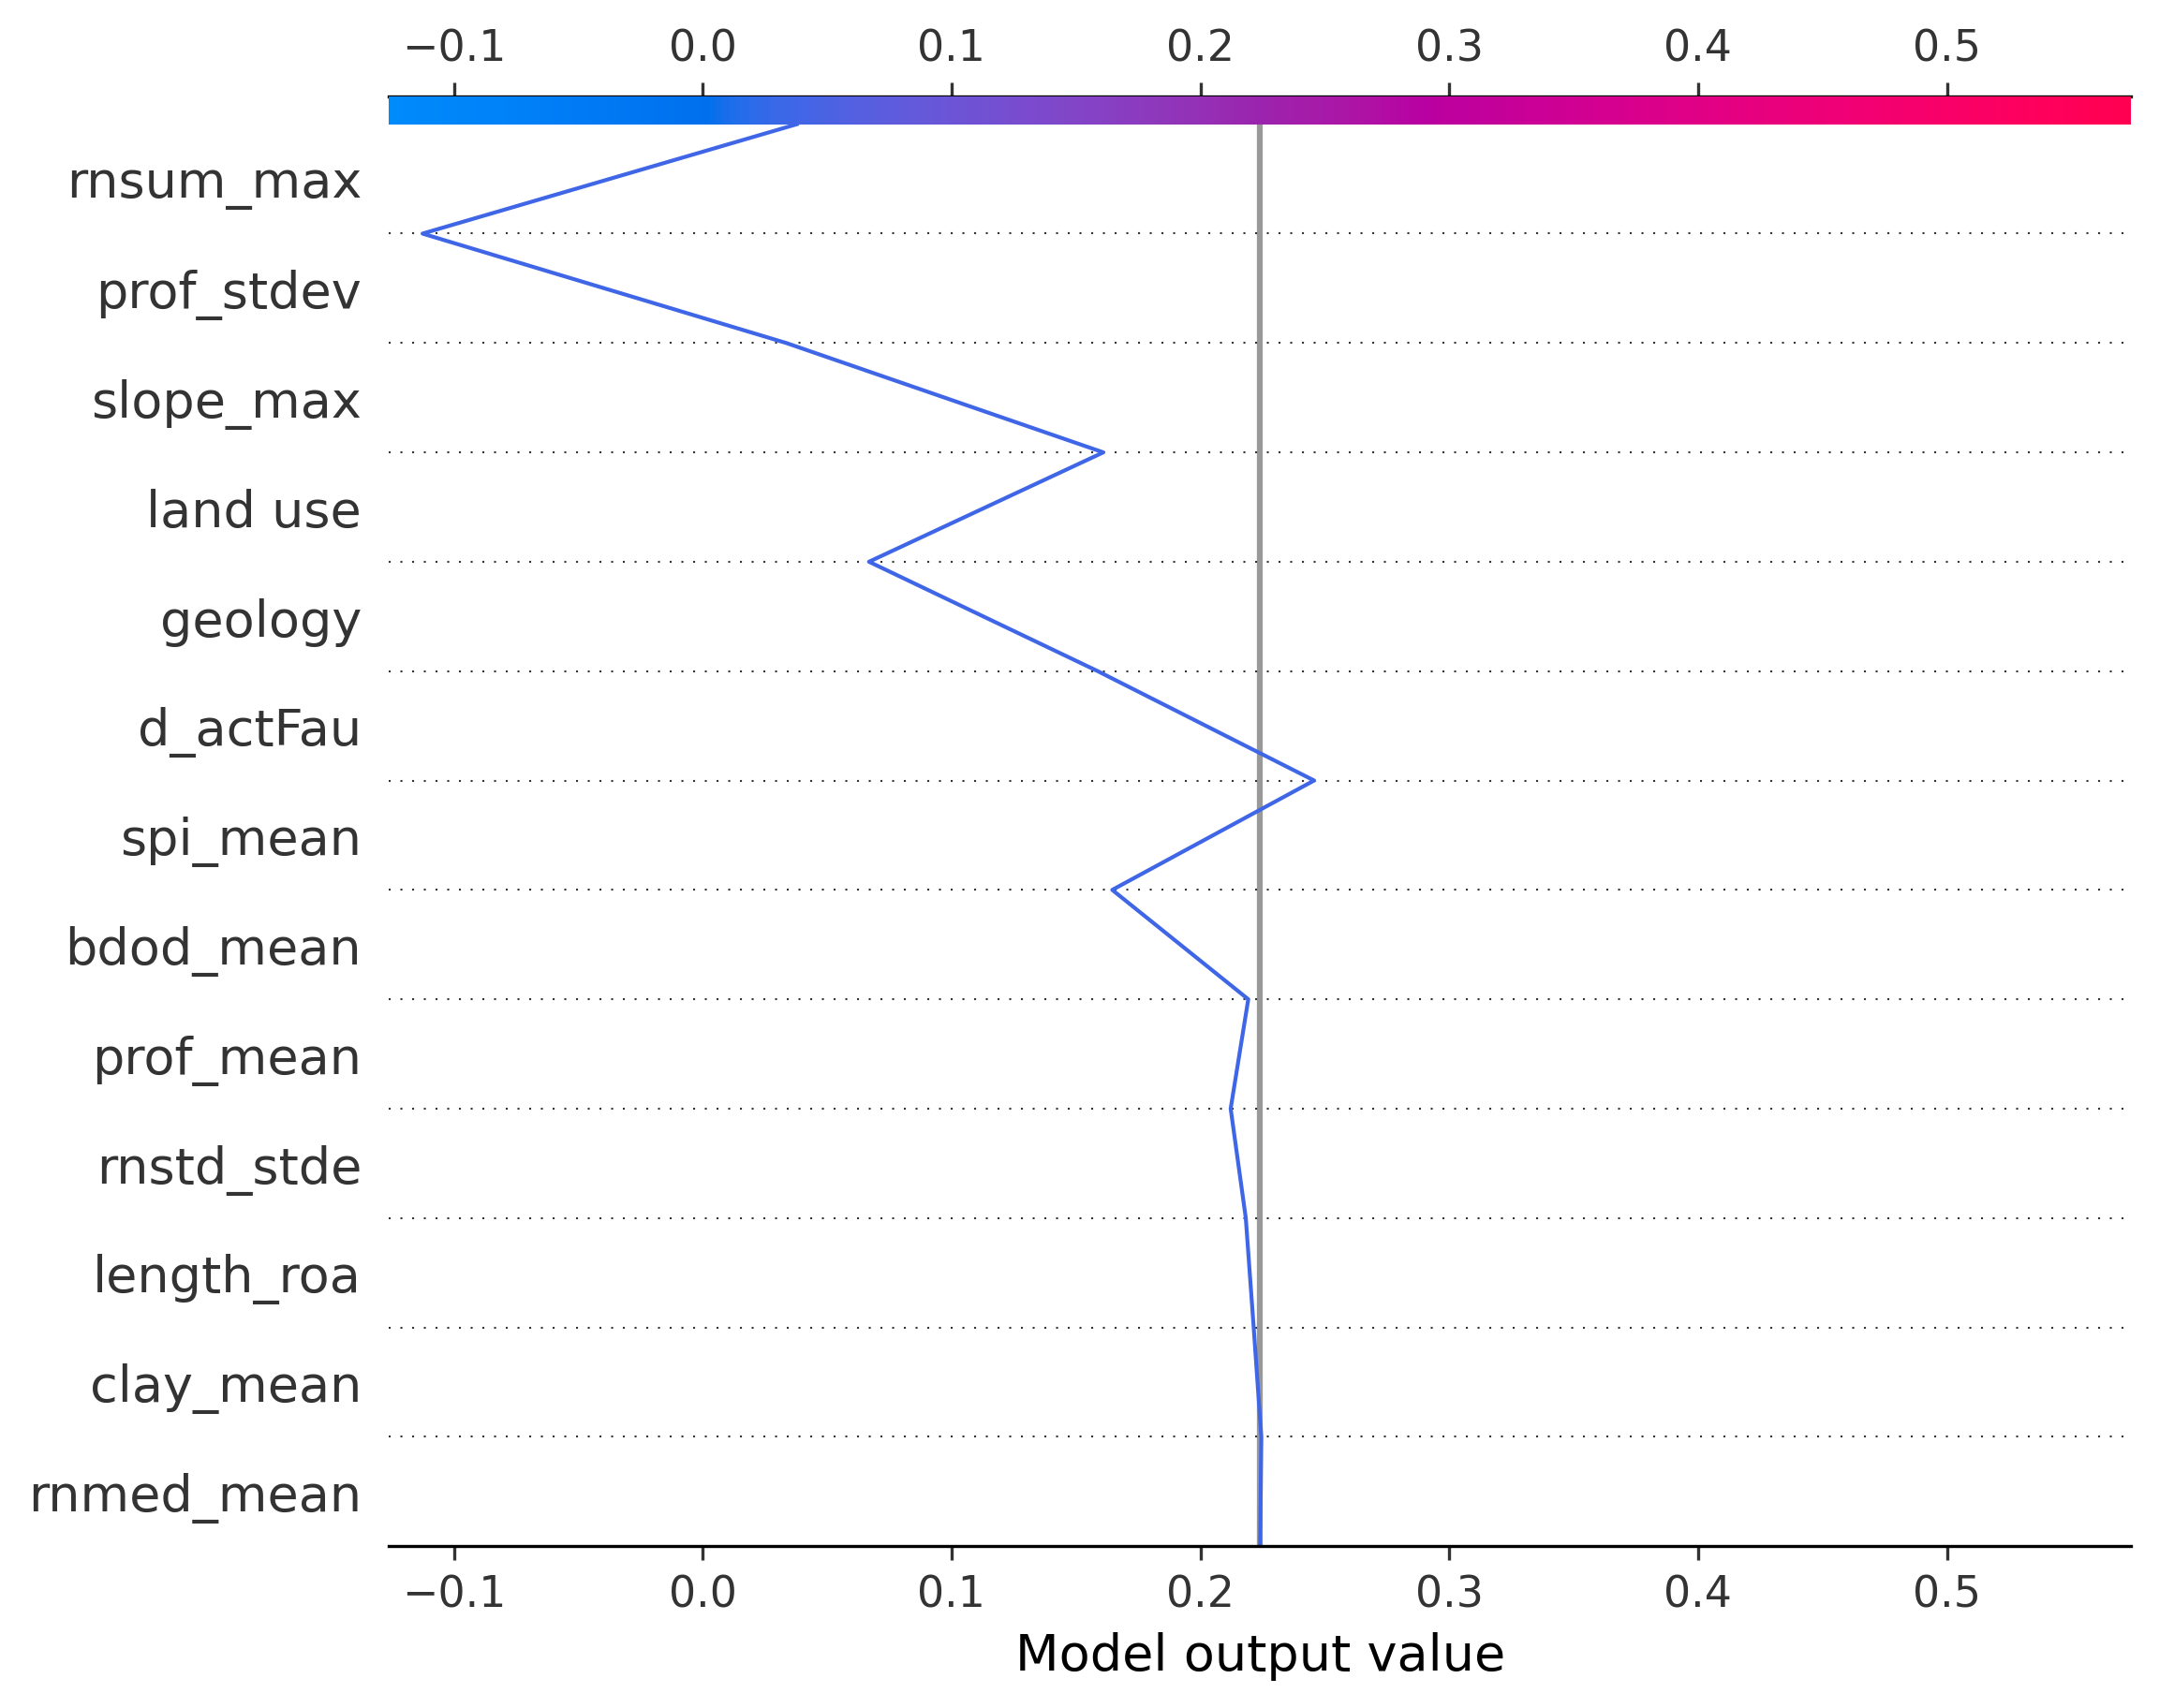 −0.1 0.0 0.1 0.2 0.3 0.4 0.5
rnsum_max
prof_stdev
slope_max
land use
geology
d_actFau
spi_mean
bdod_mean
prof_mean
rnstd_stde
length_roa
clay_mean
rnmed_mean
−0.1 0.0 0.1 0.2 0.3 0.4 0.5
Model output value